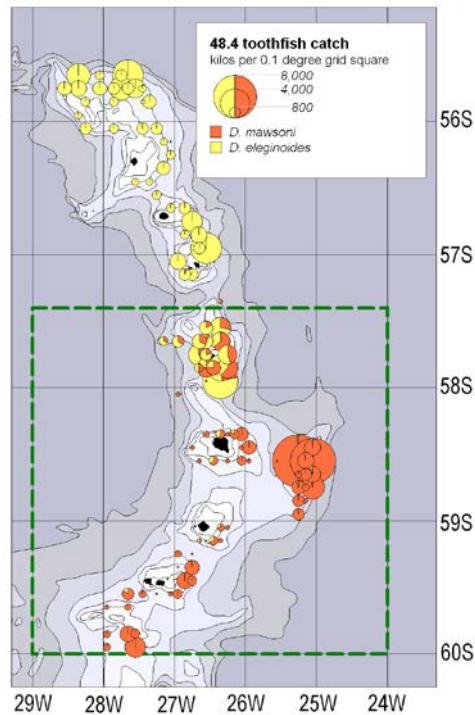 48.4 toothfish catch
kilos per 0.1 degree grid square
8,000
4,000
800
D. mawsoni
D. eleginoides
56S
57S
58S
59S
60S
29W 28W 27W 26W 25W 24W